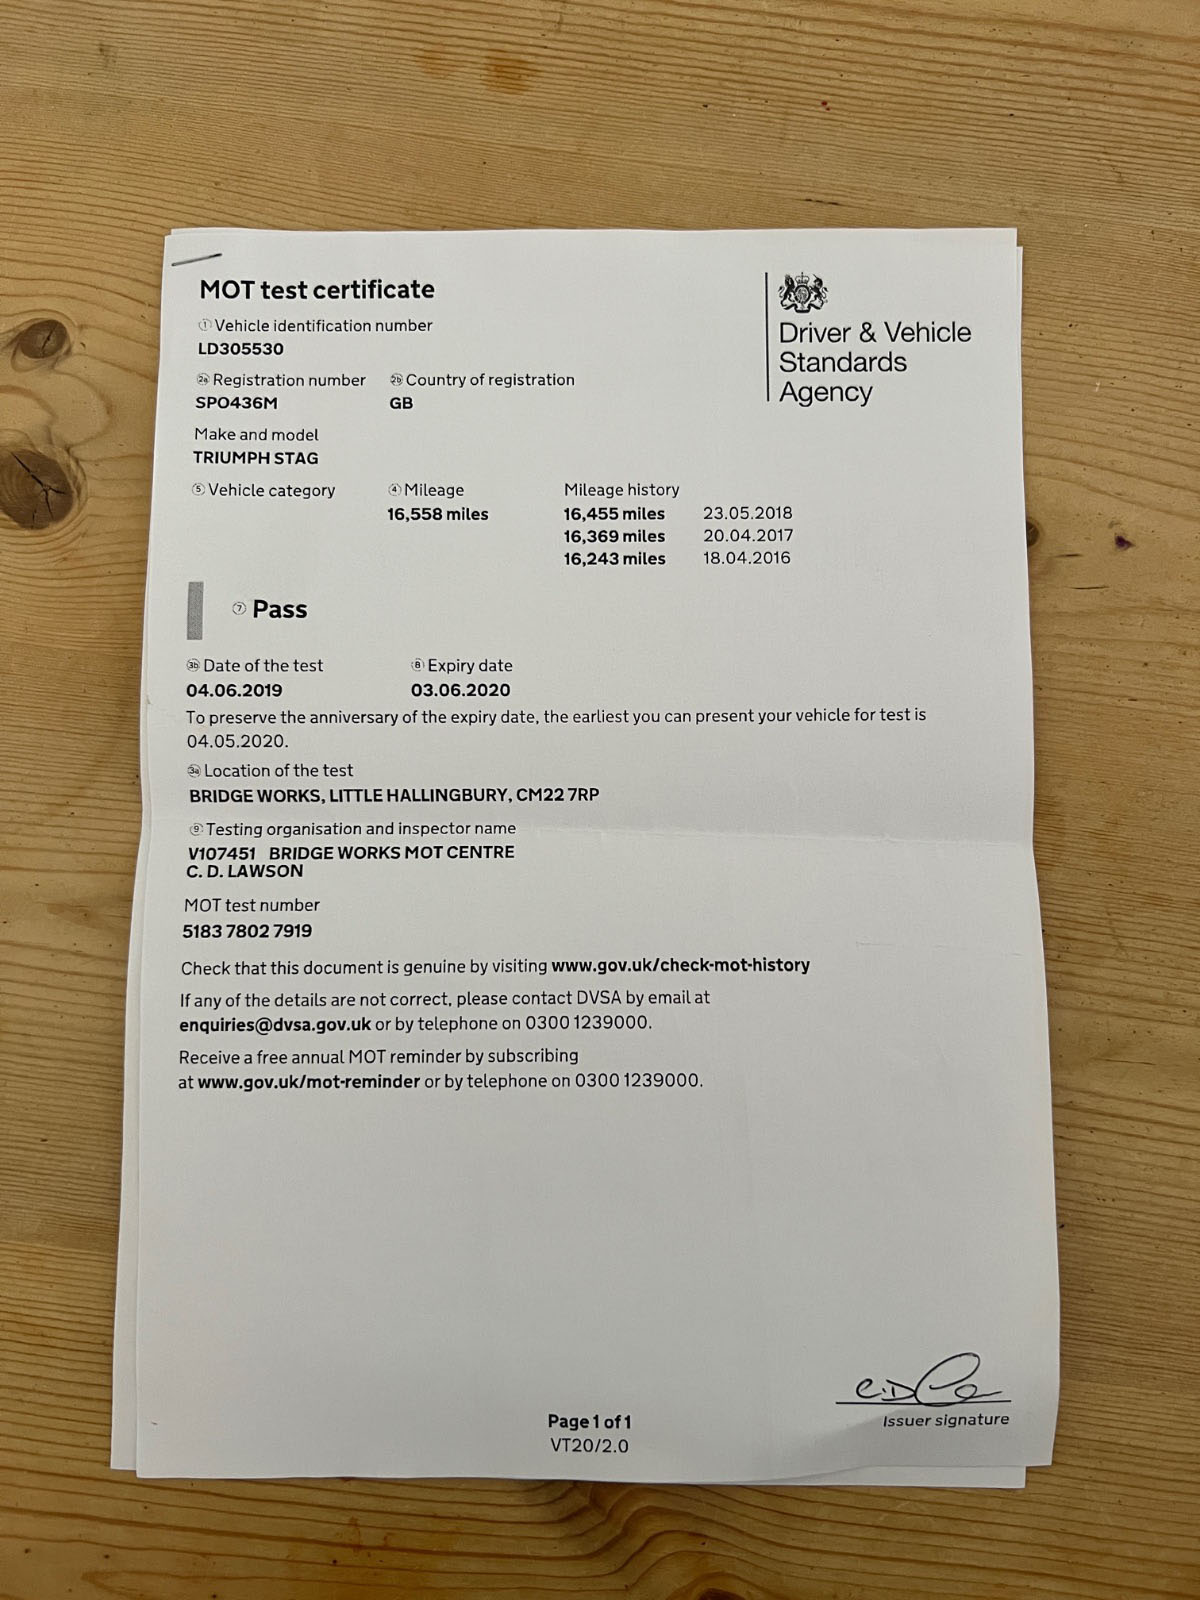 MOT test certificate
1 Vehicle identification number
LD305530
2a Registration number 2b Country of registration
SPO436M GB
Make and model
TRIUMPH STAG
5 Vehicle category 4 Mileage Mileage history
16,558 miles 16,455 miles 23.05.2018
16,369 miles 20.04.2017
16,243 miles 18.04.2016
Driver & Vehicle
Standards
Agency
7 Pass
3b Date of the test 8 Expiry date
04.06.2019 03.06.2020
To preserve the anniversary of the expiry date, the earliest you can present your vehicle for test is
04.05.2020.
3a Location of the test
BRIDGE WORKS, LITTLE HALLINGBURY, CM22 7RP
9 Testing organisation and inspector name
V107451 BRIDGE WORKS MOT CENTRE
C. D. LAWSON
MOT test number
5183 7802 7919
Check that this document is genuine by visiting www.gov.uk/check-mot-history
If any of the details are not correct, please contact DVSA by email at
enquiries@dvsa.gov.uk or by telephone on 0300 1239000.
Receive a free annual MOT reminder by subscribing
at www.gov.uk/mot-reminder or by telephone on 0300 1239000.
Issuer signature
Page 1 of 1
VT20/2.0